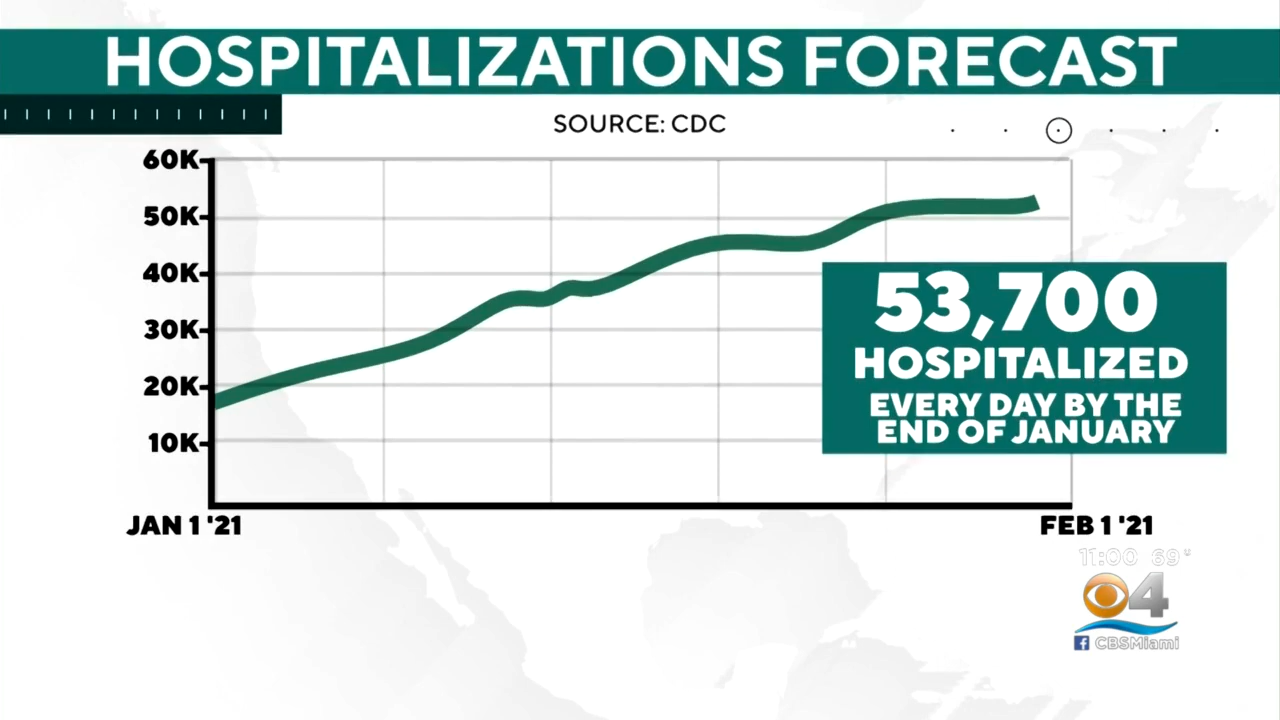 HOSPITALIZATIONS FORECAST
SOURCE: CDC
60K
50K
40K
30K
20K
10K
53,700
HOSPITALIZED
EVERY DAY BY THE
END OF JANUARY
JAN 1 '21
FEB 1 '21
11:00 69°
4
CBSMiami